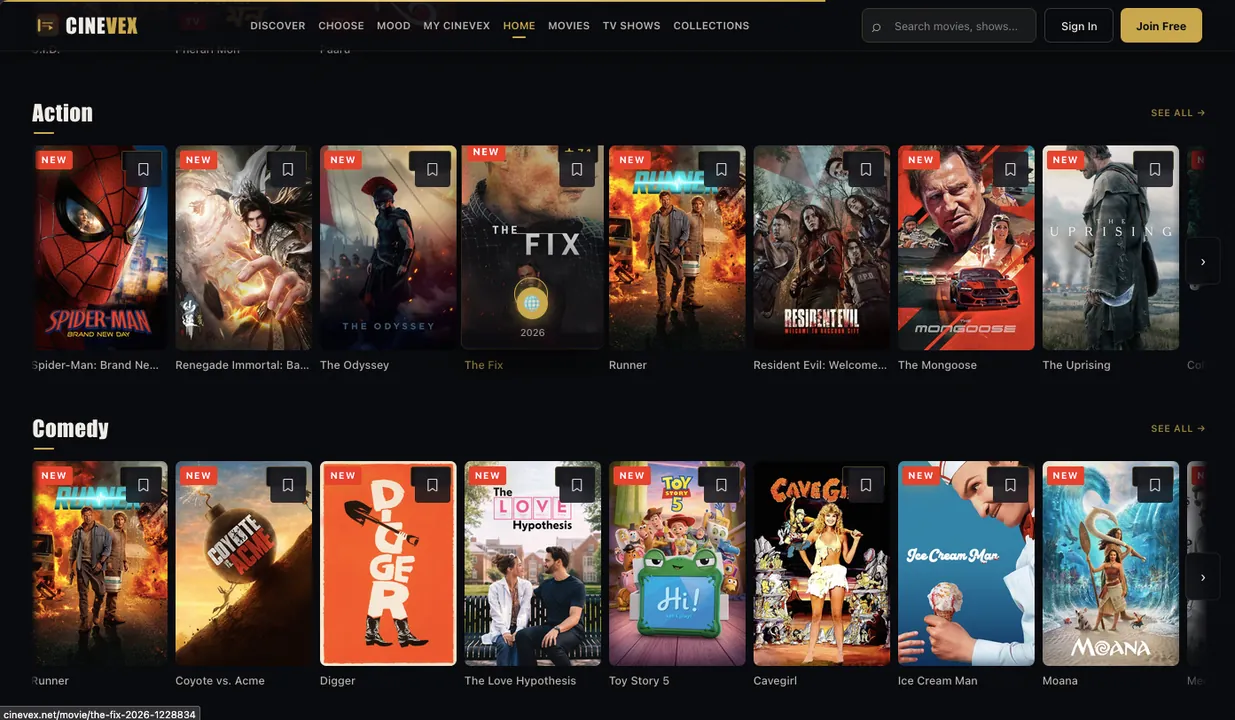 CINEVEX
DISCOVER CHOOSE MOOD MY CINEVEX HOME MOVIES TV SHOWS COLLECTIONS
Search movies, shows...
Sign In
Join Free
Action
SEE ALL →
NEW NEW NEW NEW NEW NEW NEW NEW
SPIDER-MAN
BRAND NEW DAY
THE ODYSSEY
THE
FIX
2026
RUNNER
RESIDENT EVIL
WELCOME TO RACCOON CITY
R.P.D.
THE
MONGOOSE
THE
UPRISING
›
Spider-Man: Brand Ne... Renegade Immortal: Ba... The Odyssey The Fix Runner Resident Evil: Welcome... The Mongoose The Uprising
Comedy
SEE ALL →
NEW NEW NEW NEW NEW NEW NEW
RUNNER
COYOTE
VS. ACME
DIGGER
The
LOVE
Hypothesis
TOY
STORY
5
Hi!
CAVEGI
Ice Cream Man
MOANA
›
Runner Coyote vs. Acme Digger The Love Hypothesis Toy Story 5 Cavegirl Ice Cream Man Moana
cinevex.net/movie/the-fix-2026-1228834